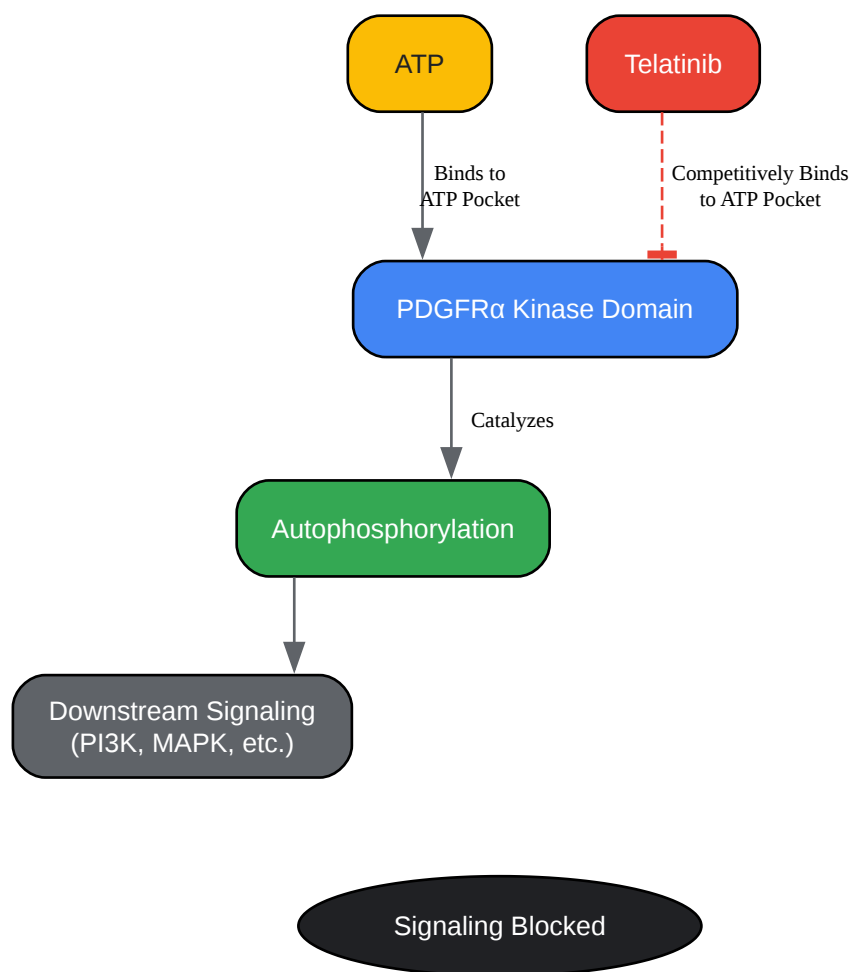 ATP
Telatinib
Binds to
ATP Pocket
Competitively Binds
to ATP Pocket
PDGFRα Kinase Domain
Catalyzes
Autophosphorylation
Downstream Signaling
(PI3K, MAPK, etc.)
Signaling Blocked